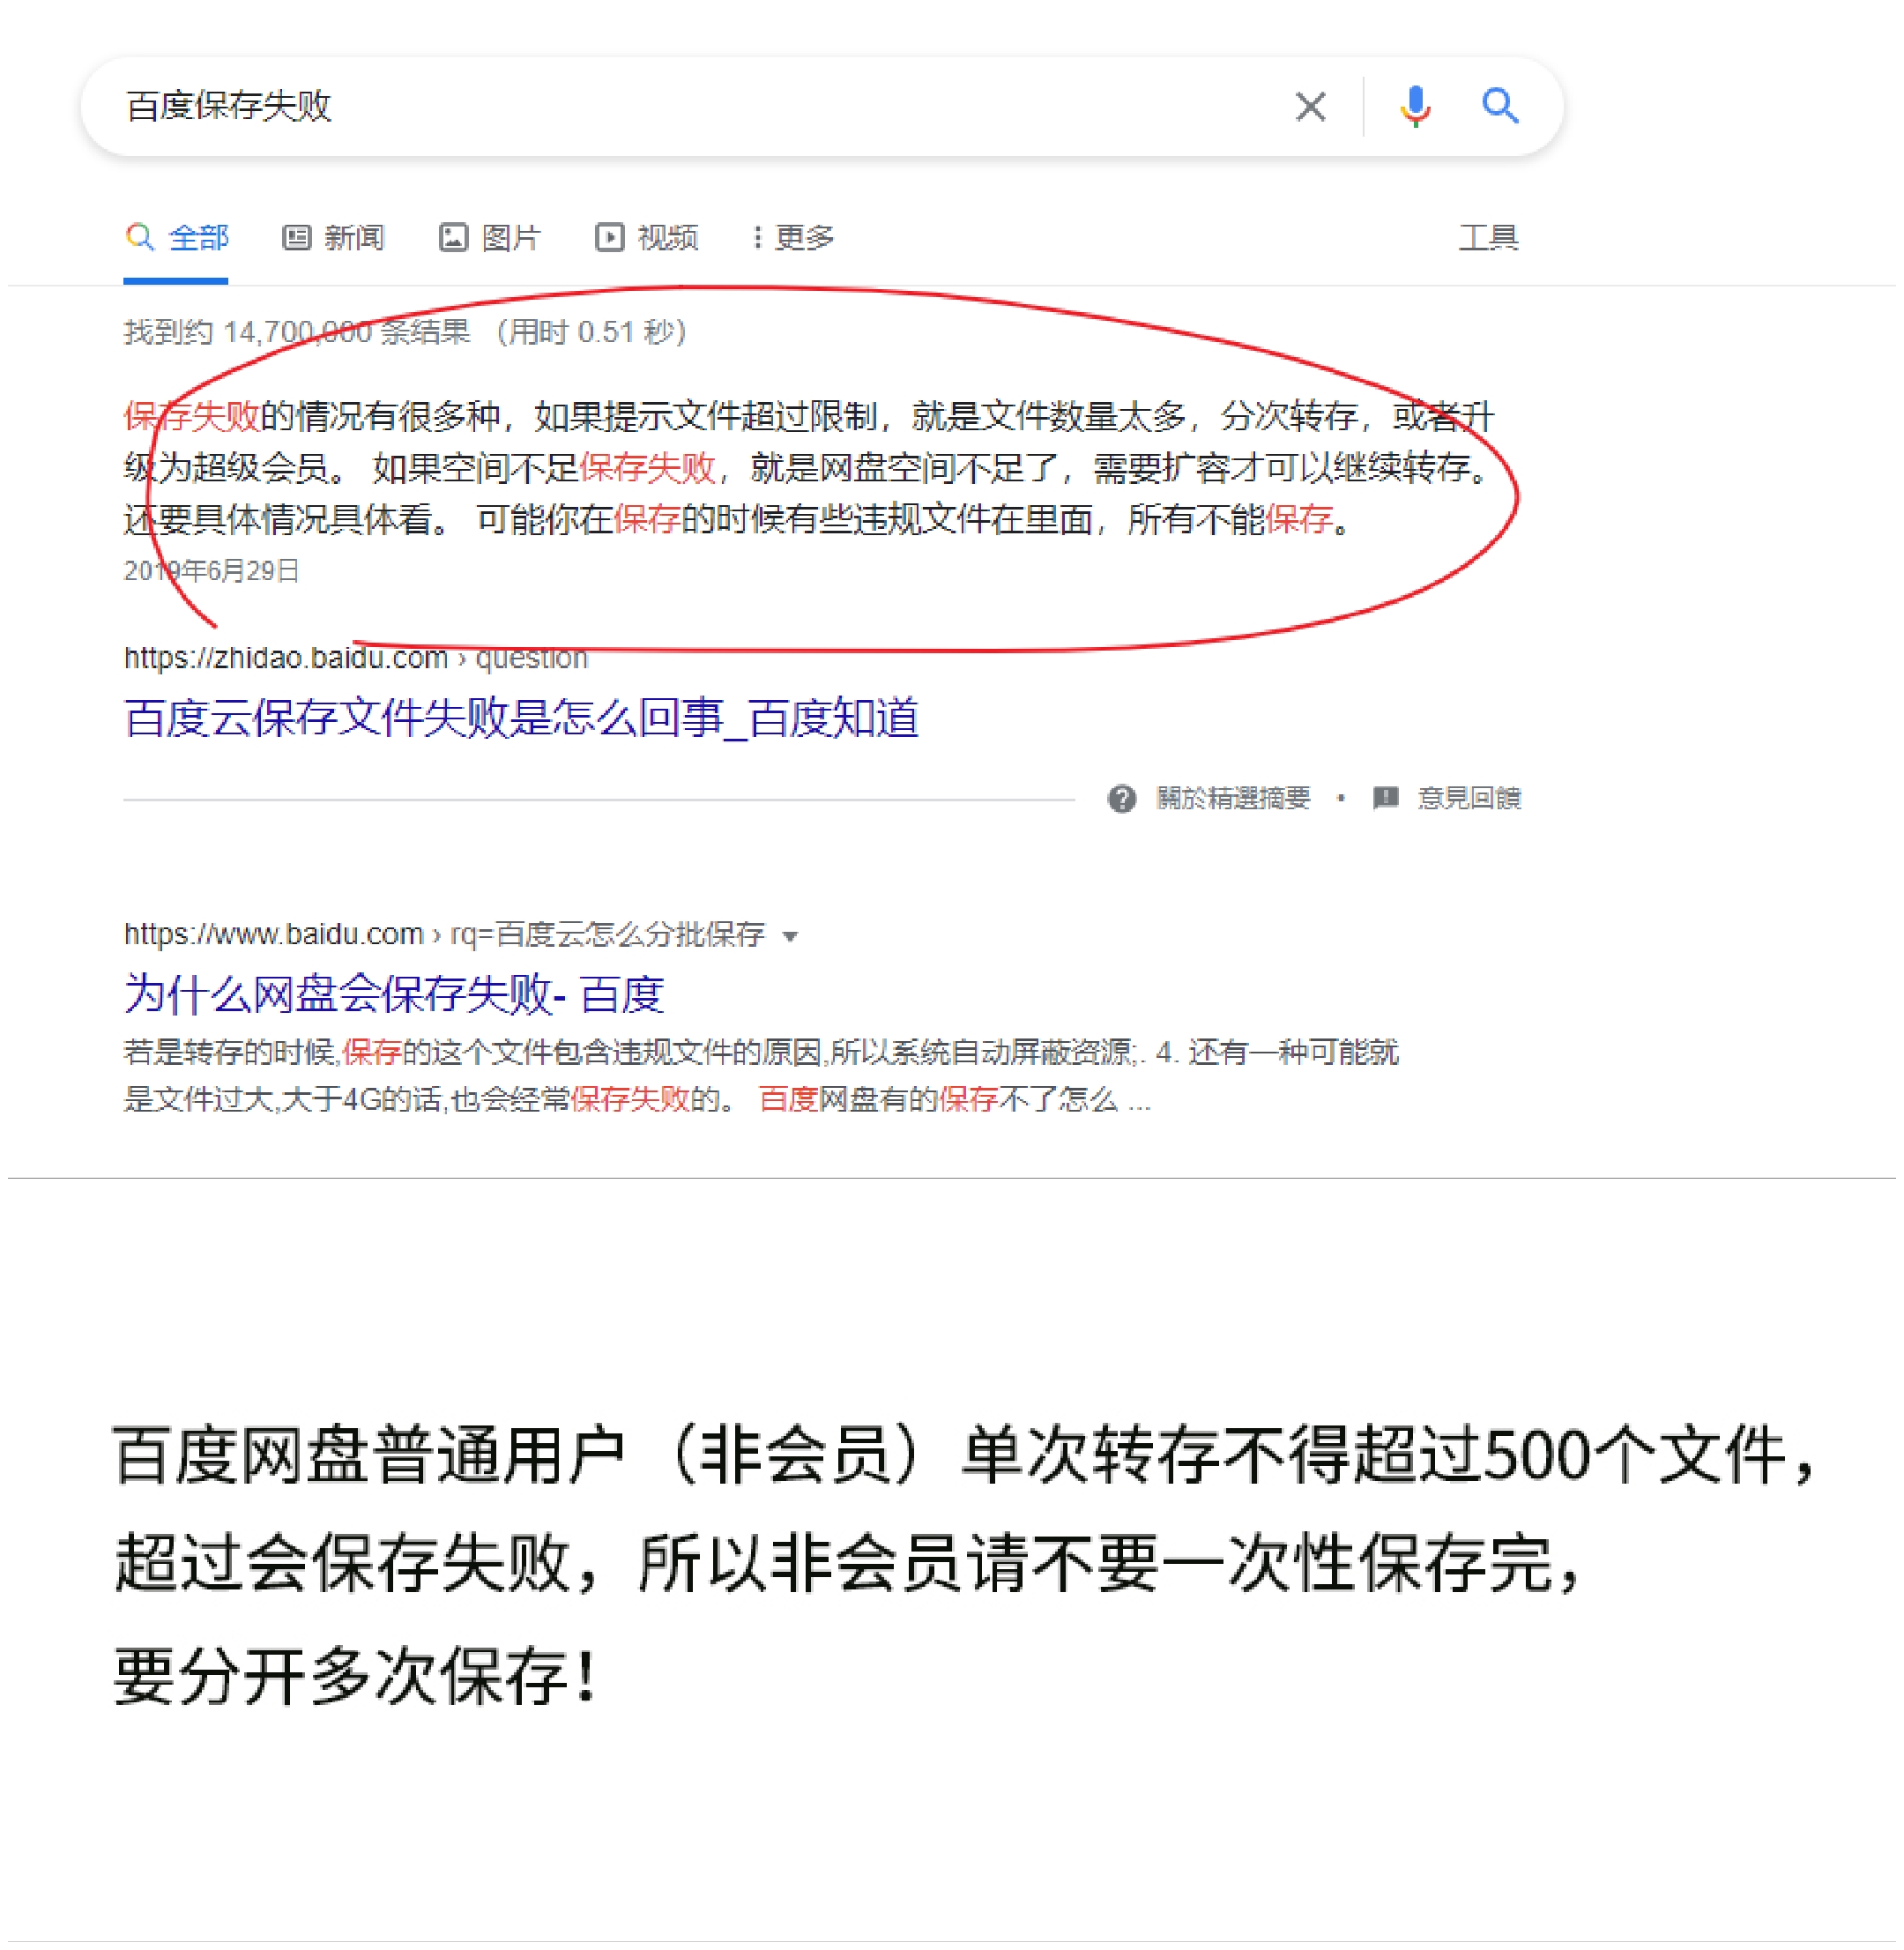 百度保存失败
全部 新闻 图片 视频 更多 工具
找到约 14,700,000 条结果 （用时 0.51 秒）
保存失败的情况有很多种，如果提示文件超过限制，就是文件数量太多，分次转存，或者升
级为超级会员。 如果空间不足保存失败，就是网盘空间不足了，需要扩容才可以继续转存。
还要具体情况具体看。 可能你在保存的时候有些违规文件在里面，所有不能保存。
2019年6月29日
https://zhidao.baidu.com › question
百度云保存文件失败是怎么回事_百度知道
關於精選摘要 • 意見回饋
https://www.baidu.com › rq=百度云怎么分批保存
为什么网盘会保存失败- 百度
若是转存的时候,保存的这个文件包含违规文件的原因,所以系统自动屏蔽资源;. 4. 还有一种可能就
是文件过大,大于4G的话,也会经常保存失败的。 百度网盘有的保存不了怎么 ...
百度网盘普通用户（非会员）单次转存不得超过500个文件，
超过会保存失败，所以非会员请不要一次性保存完，
要分开多次保存！